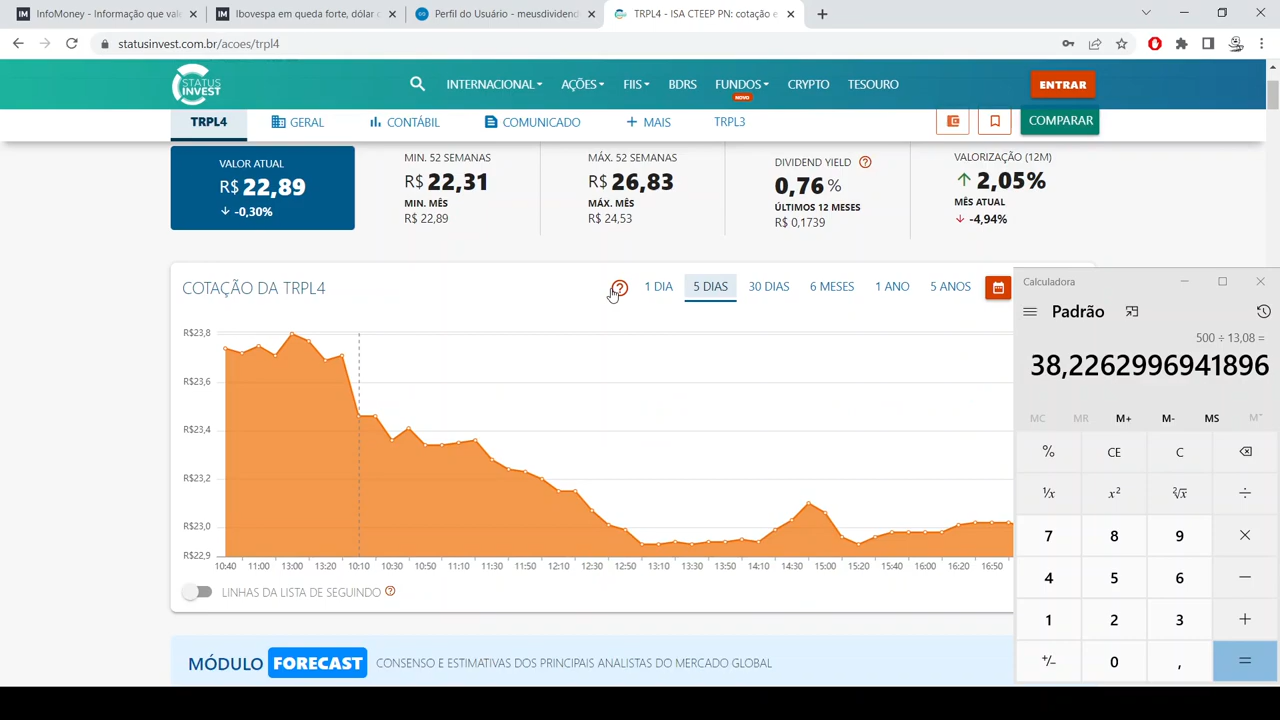 InfoMoney - Informação que val
Ibovespa em queda forte, dólar c
Perfil do Usuário - meusdividend
TRPL4 - ISA CTEEP PN: cotação e
statusinvest.com.br/acoes/trpl4
STATUS
INVEST
INTERNACIONAL
AÇÕES
FIIS
BDRS
FUNDOS
NOVO
CRYPTO
TESOURO
ENTRAR
TRPL4
GERAL
CONTÁBIL
COMUNICADO
+ MAIS
TRPL3
COMPARAR
VALOR ATUAL
R$ 22,89
-0,30%
MIN. 52 SEMANAS
R$ 22,31
MIN. MÊS
R$ 22,89
MÁX. 52 SEMANAS
R$ 26,83
MÁX. MÊS
R$ 24,53
DIVIDEND YIELD ?
0,76 %
ÚLTIMOS 12 MESES
R$ 0,1739
VALORIZAÇÃO (12M)
2,05%
MÊS ATUAL
-4,94%
COTAÇÃO DA TRPL4
?
1 DIA
5 DIAS
30 DIAS
6 MESES
1 ANO
5 ANOS
R$23,8
R$23,6
R$23,4
R$23,2
R$23,0
R$22,9
10:40 11:00 13:00 13:20 10:10 10:30 10:50 11:10 11:30 11:50 12:10 12:30 12:50 13:10 13:30 13:50 14:10 14:30 15:00 15:20 15:40 16:00 16:20 16:50
LINHAS DA LISTA DE SEGUINDO ?
MÓDULO FORECAST CONSENSO E ESTIMATIVAS DOS PRINCIPAIS ANALISTAS DO MERCADO GLOBAL
Calculadora
Padrão
500 ÷ 13,08 =
38,2262996941896
MC MR M+ M- MS M˅
% CE C
¹/x x² ²√x ÷
7 8 9 ×
4 5 6 −
1 2 3 +
+/− 0 , =